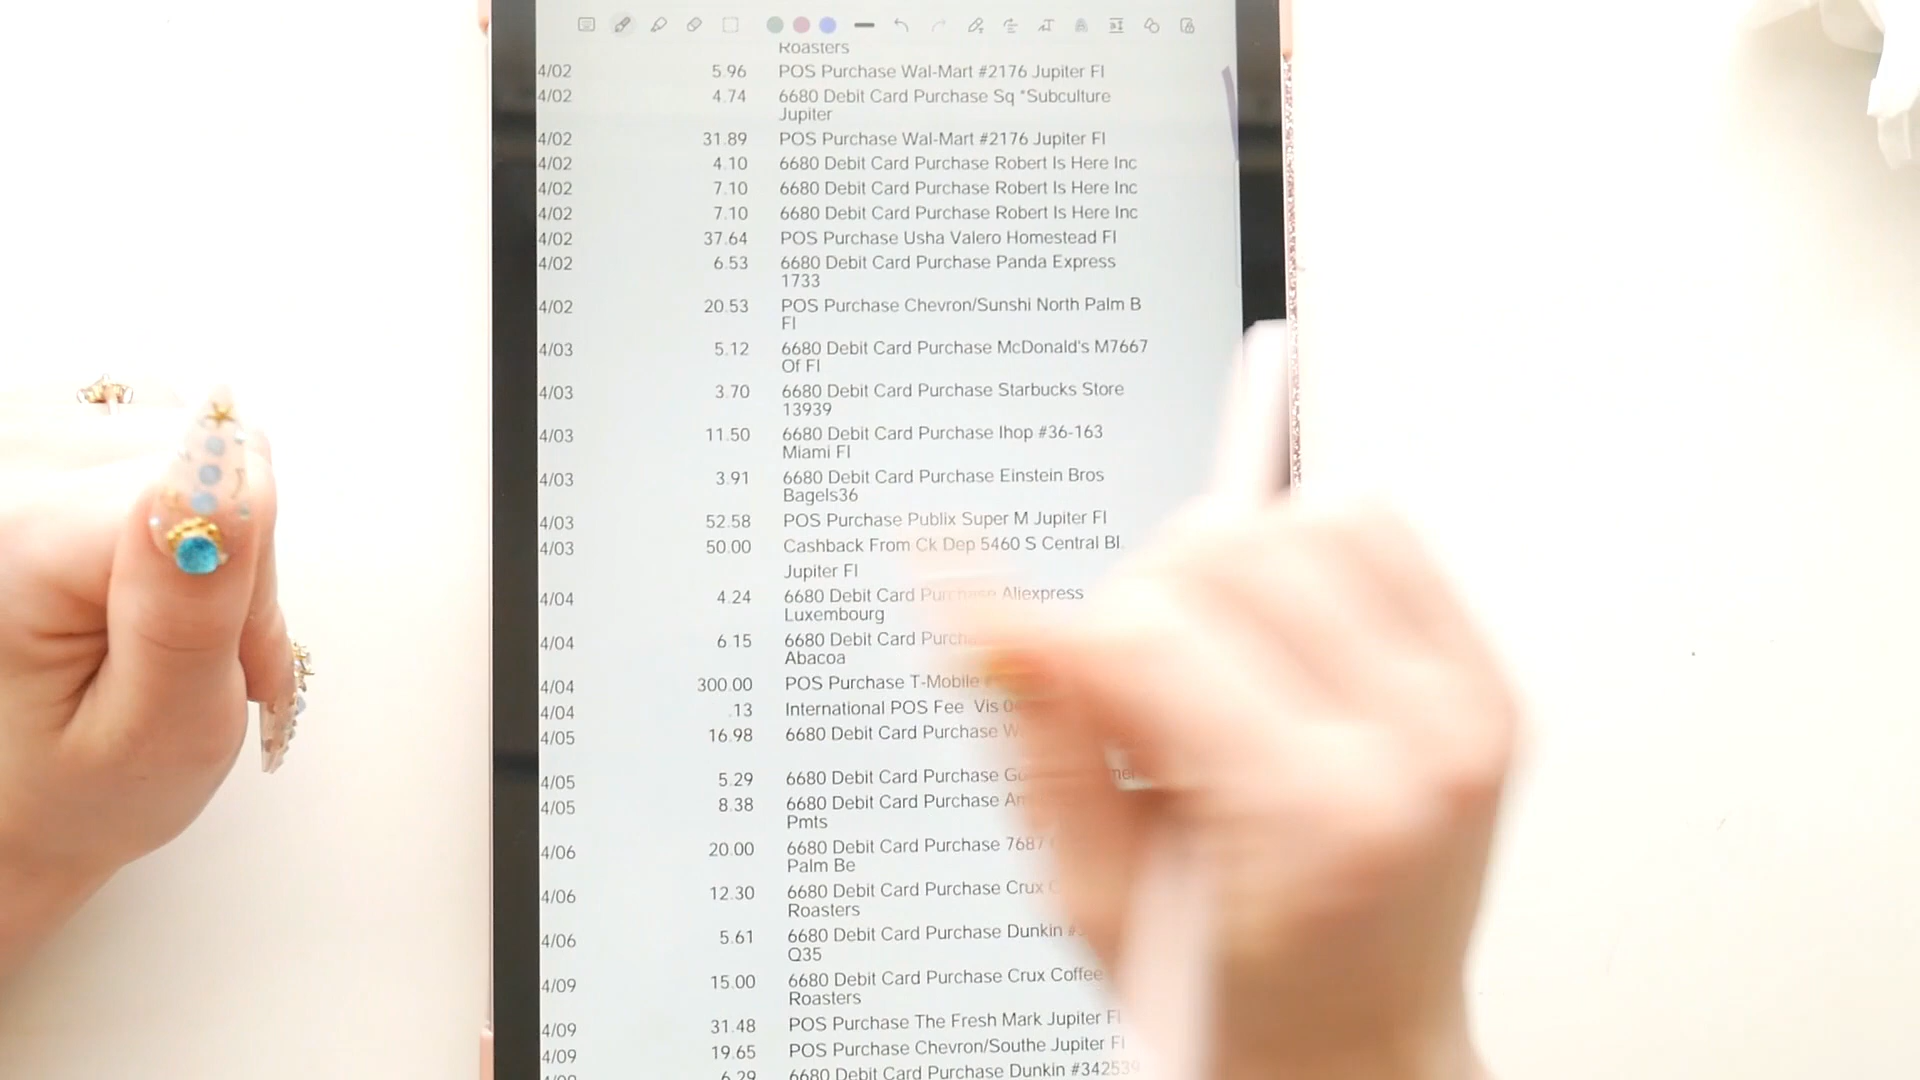 Roasters
4/02 5.96 POS Purchase Wal-Mart #2176 Jupiter Fl
4/02 4.74 6680 Debit Card Purchase Sq *Subculture
Jupiter
4/02 31.89 POS Purchase Wal-Mart #2176 Jupiter Fl
4/02 4.10 6680 Debit Card Purchase Robert Is Here Inc
4/02 7.10 6680 Debit Card Purchase Robert Is Here Inc
4/02 7.10 6680 Debit Card Purchase Robert Is Here Inc
4/02 37.64 POS Purchase Usha Valero Homestead Fl
4/02 6.53 6680 Debit Card Purchase Panda Express
1733
4/02 20.53 POS Purchase Chevron/Sunshi North Palm B
Fl
4/03 5.12 6680 Debit Card Purchase McDonald's M7667
Of Fl
4/03 3.70 6680 Debit Card Purchase Starbucks Store
13939
4/03 11.50 6680 Debit Card Purchase Ihop #36-163
Miami Fl
4/03 3.91 6680 Debit Card Purchase Einstein Bros
Bagels36
4/03 52.58 POS Purchase Publix Super M Jupiter Fl
4/03 50.00 Cashback From Ck Dep 5460 S Central Bl.
Jupiter Fl
4/04 4.24 6680 Debit Card Purchase Aliexpress
Luxembourg
4/04 6.15 6680 Debit Card
Abacoa
4/04 300.00 POS Purchase T-Mobile
4/04 .13 International POS Fee Vis
4/05 16.98 6680 Debit Card Purchase
4/05 5.29 6680 Debit Card Purchase
4/05 8.38 6680 Debit Card Purchase
Pmts
4/06 20.00 6680 Debit Card Purchase 7687
Palm Be
4/06 12.30 6680 Debit Card Purchase Crux
Roasters
4/06 5.61 6680 Debit Card Purchase Dunkin
Q35
4/09 15.00 6680 Debit Card Purchase Crux Coffee
Roasters
4/09 31.48 POS Purchase The Fresh Mark Jupiter Fl
4/09 19.65 POS Purchase Chevron/Southe Jupiter Fl
6.29 6680 Debit Card Purchase Dunkin #342539